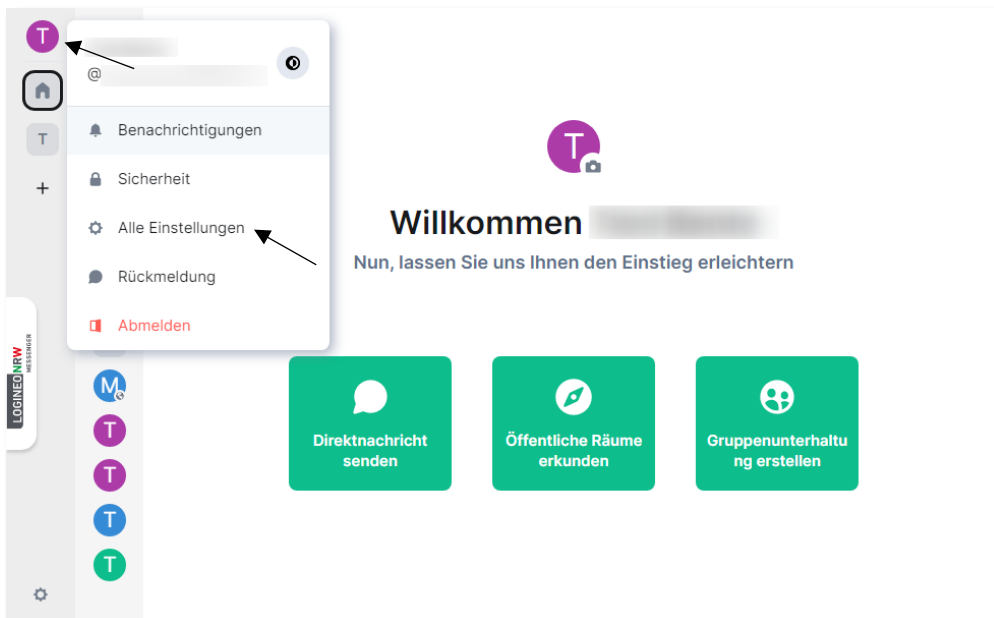 T
@
T
Benachrichtigungen
Sicherheit
Alle Einstellungen
Rückmeldung
Abmelden
LOGINEO NRW
MESSENGER
M
T
T
T
T
T
Willkommen
Nun, lassen Sie uns Ihnen den Einstieg erleichtern
Direktnachricht
senden
Öffentliche Räume
erkunden
Gruppenunterhaltu
ng erstellen